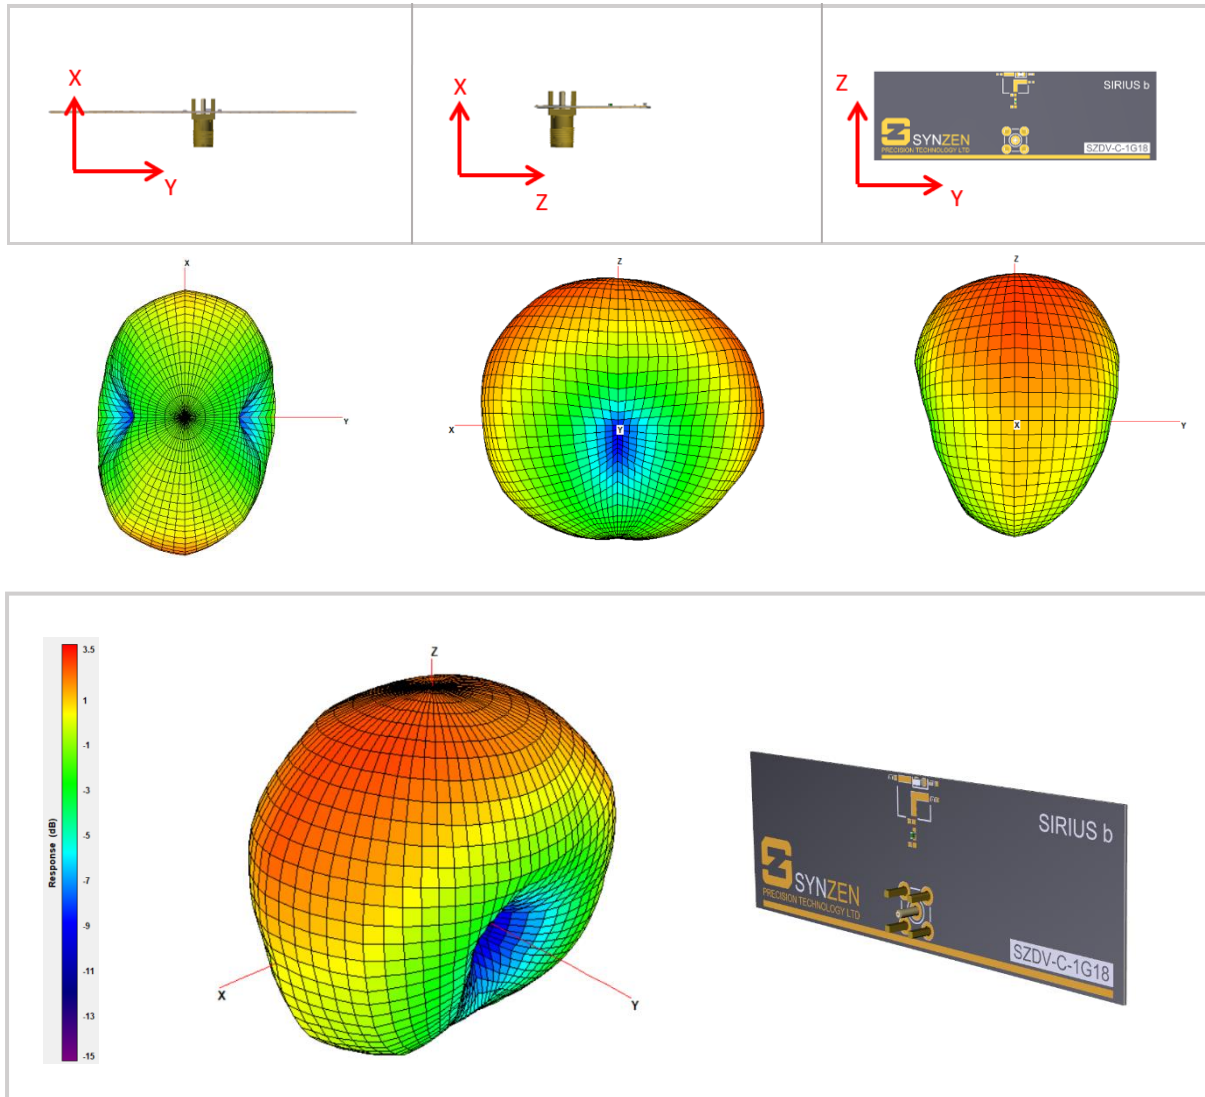 X
Y
X
Z
Z
Y
SIRIUS b
SYNZEN
PRECISION TECHNOLOGY LTD
SZDV-C-1G18
X
Y
Z
X
Y
Z
X
Y
3.5
1
-1
-3
-5
-7
-9
-11
-13
-15
Response (dB)
Z
X
Y
SIRIUS b
SYNZEN
PRECISION TECHNOLOGY LTD
SZDV-C-1G18